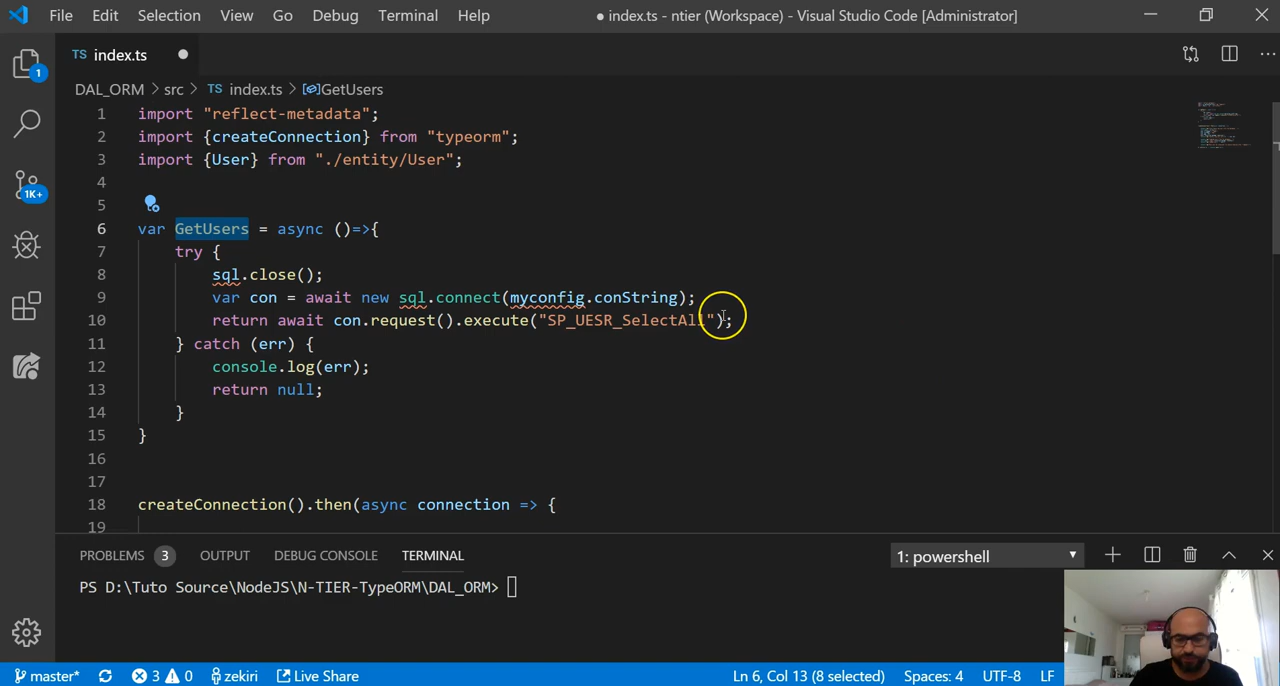 File Edit Selection View Go Debug Terminal Help ● index.ts - ntier (Workspace) - Visual Studio Code [Administrator]
TS index.ts
1
DAL_ORM > src > TS index.ts > GetUsers
1 import "reflect-metadata";
2 import {createConnection} from "typeorm";
3 import {User} from "./entity/User";
4
1K+
5
6 var GetUsers = async ()=>{
7 try {
8 sql.close();
9 var con = await new sql.connect(myconfig.conString);
10 return await con.request().execute("SP_UESR_SelectAll");
11 } catch (err) {
12 console.log(err);
13 return null;
14 }
15 }
16
17
18 createConnection().then(async connection => {
19
PROBLEMS 3 OUTPUT DEBUG CONSOLE TERMINAL 1: powershell
PS D:\Tuto Source\NodeJS\N-TIER-TypeORM\DAL_ORM>
master* 3 0 zekiri Live Share Ln 6, Col 13 (8 selected) Spaces: 4 UTF-8 LF